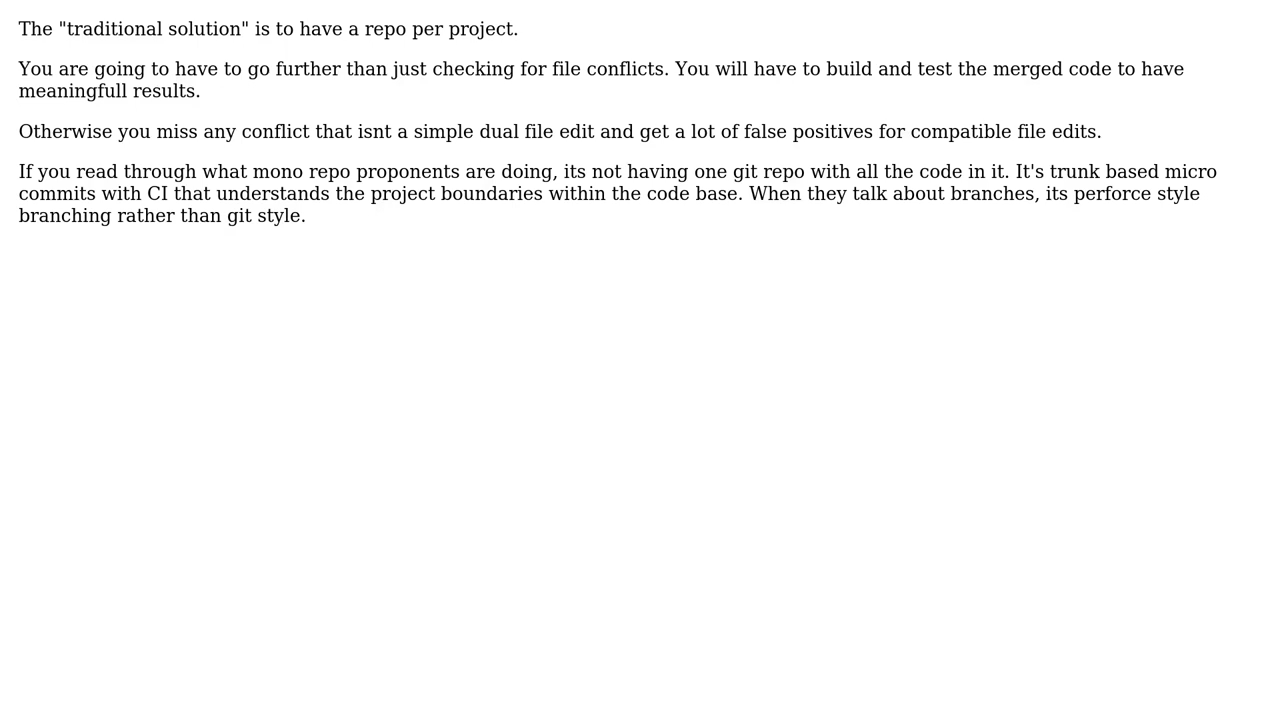 The "traditional solution" is to have a repo per project.
You are going to have to go further than just checking for file conflicts. You will have to build and test the merged code to have
meaningfull results.
Otherwise you miss any conflict that isnt a simple dual file edit and get a lot of false positives for compatible file edits.
If you read through what mono repo proponents are doing, its not having one git repo with all the code in it. It's trunk based micro
commits with CI that understands the project boundaries within the code base. When they talk about branches, its perforce style
branching rather than git style.